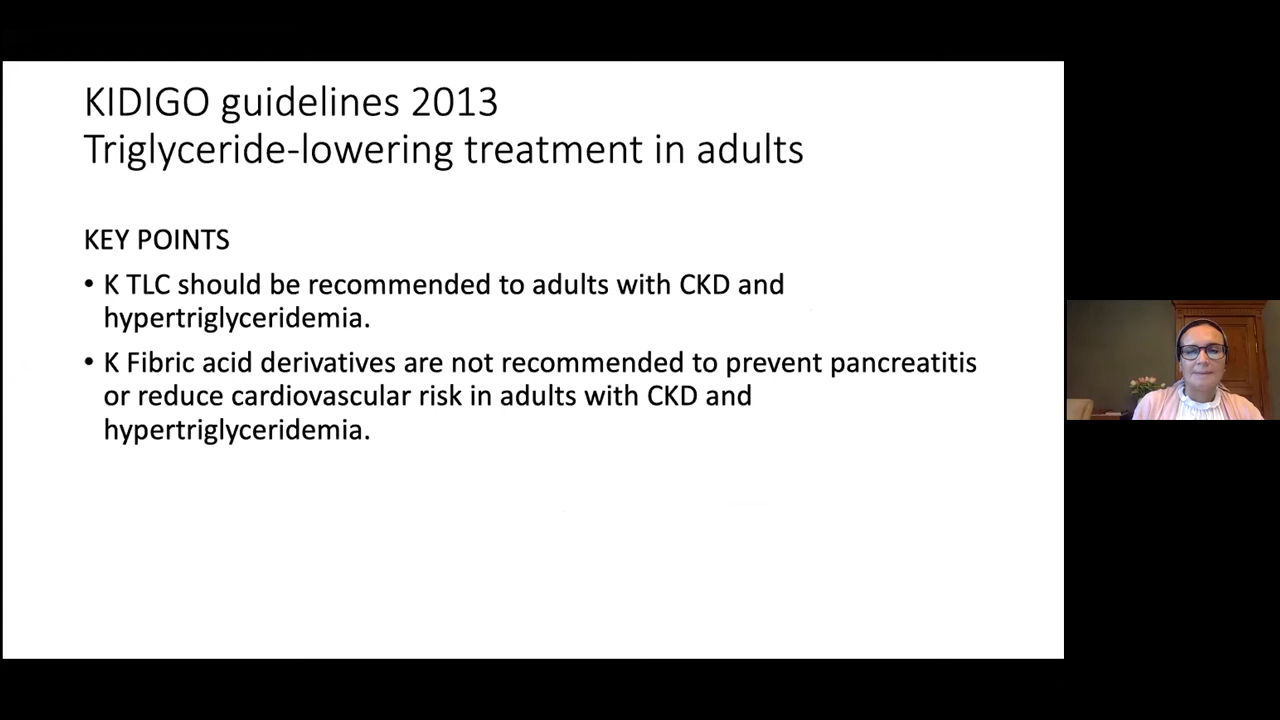 KIDIGO guidelines 2013
Triglyceride-lowering treatment in adults
KEY POINTS
• K TLC should be recommended to adults with CKD and
hypertriglyceridemia.
• K Fibric acid derivatives are not recommended to prevent pancreatitis
or reduce cardiovascular risk in adults with CKD and
hypertriglyceridemia.